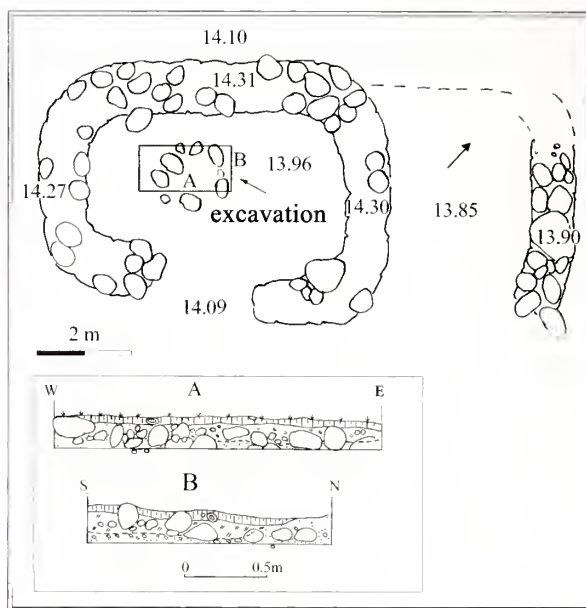 14.10
14.31
B
13.96
A
14.27
excavation
14.30
13.85
13.90
14.09
2 m
W A E
S B N
0 0.5m